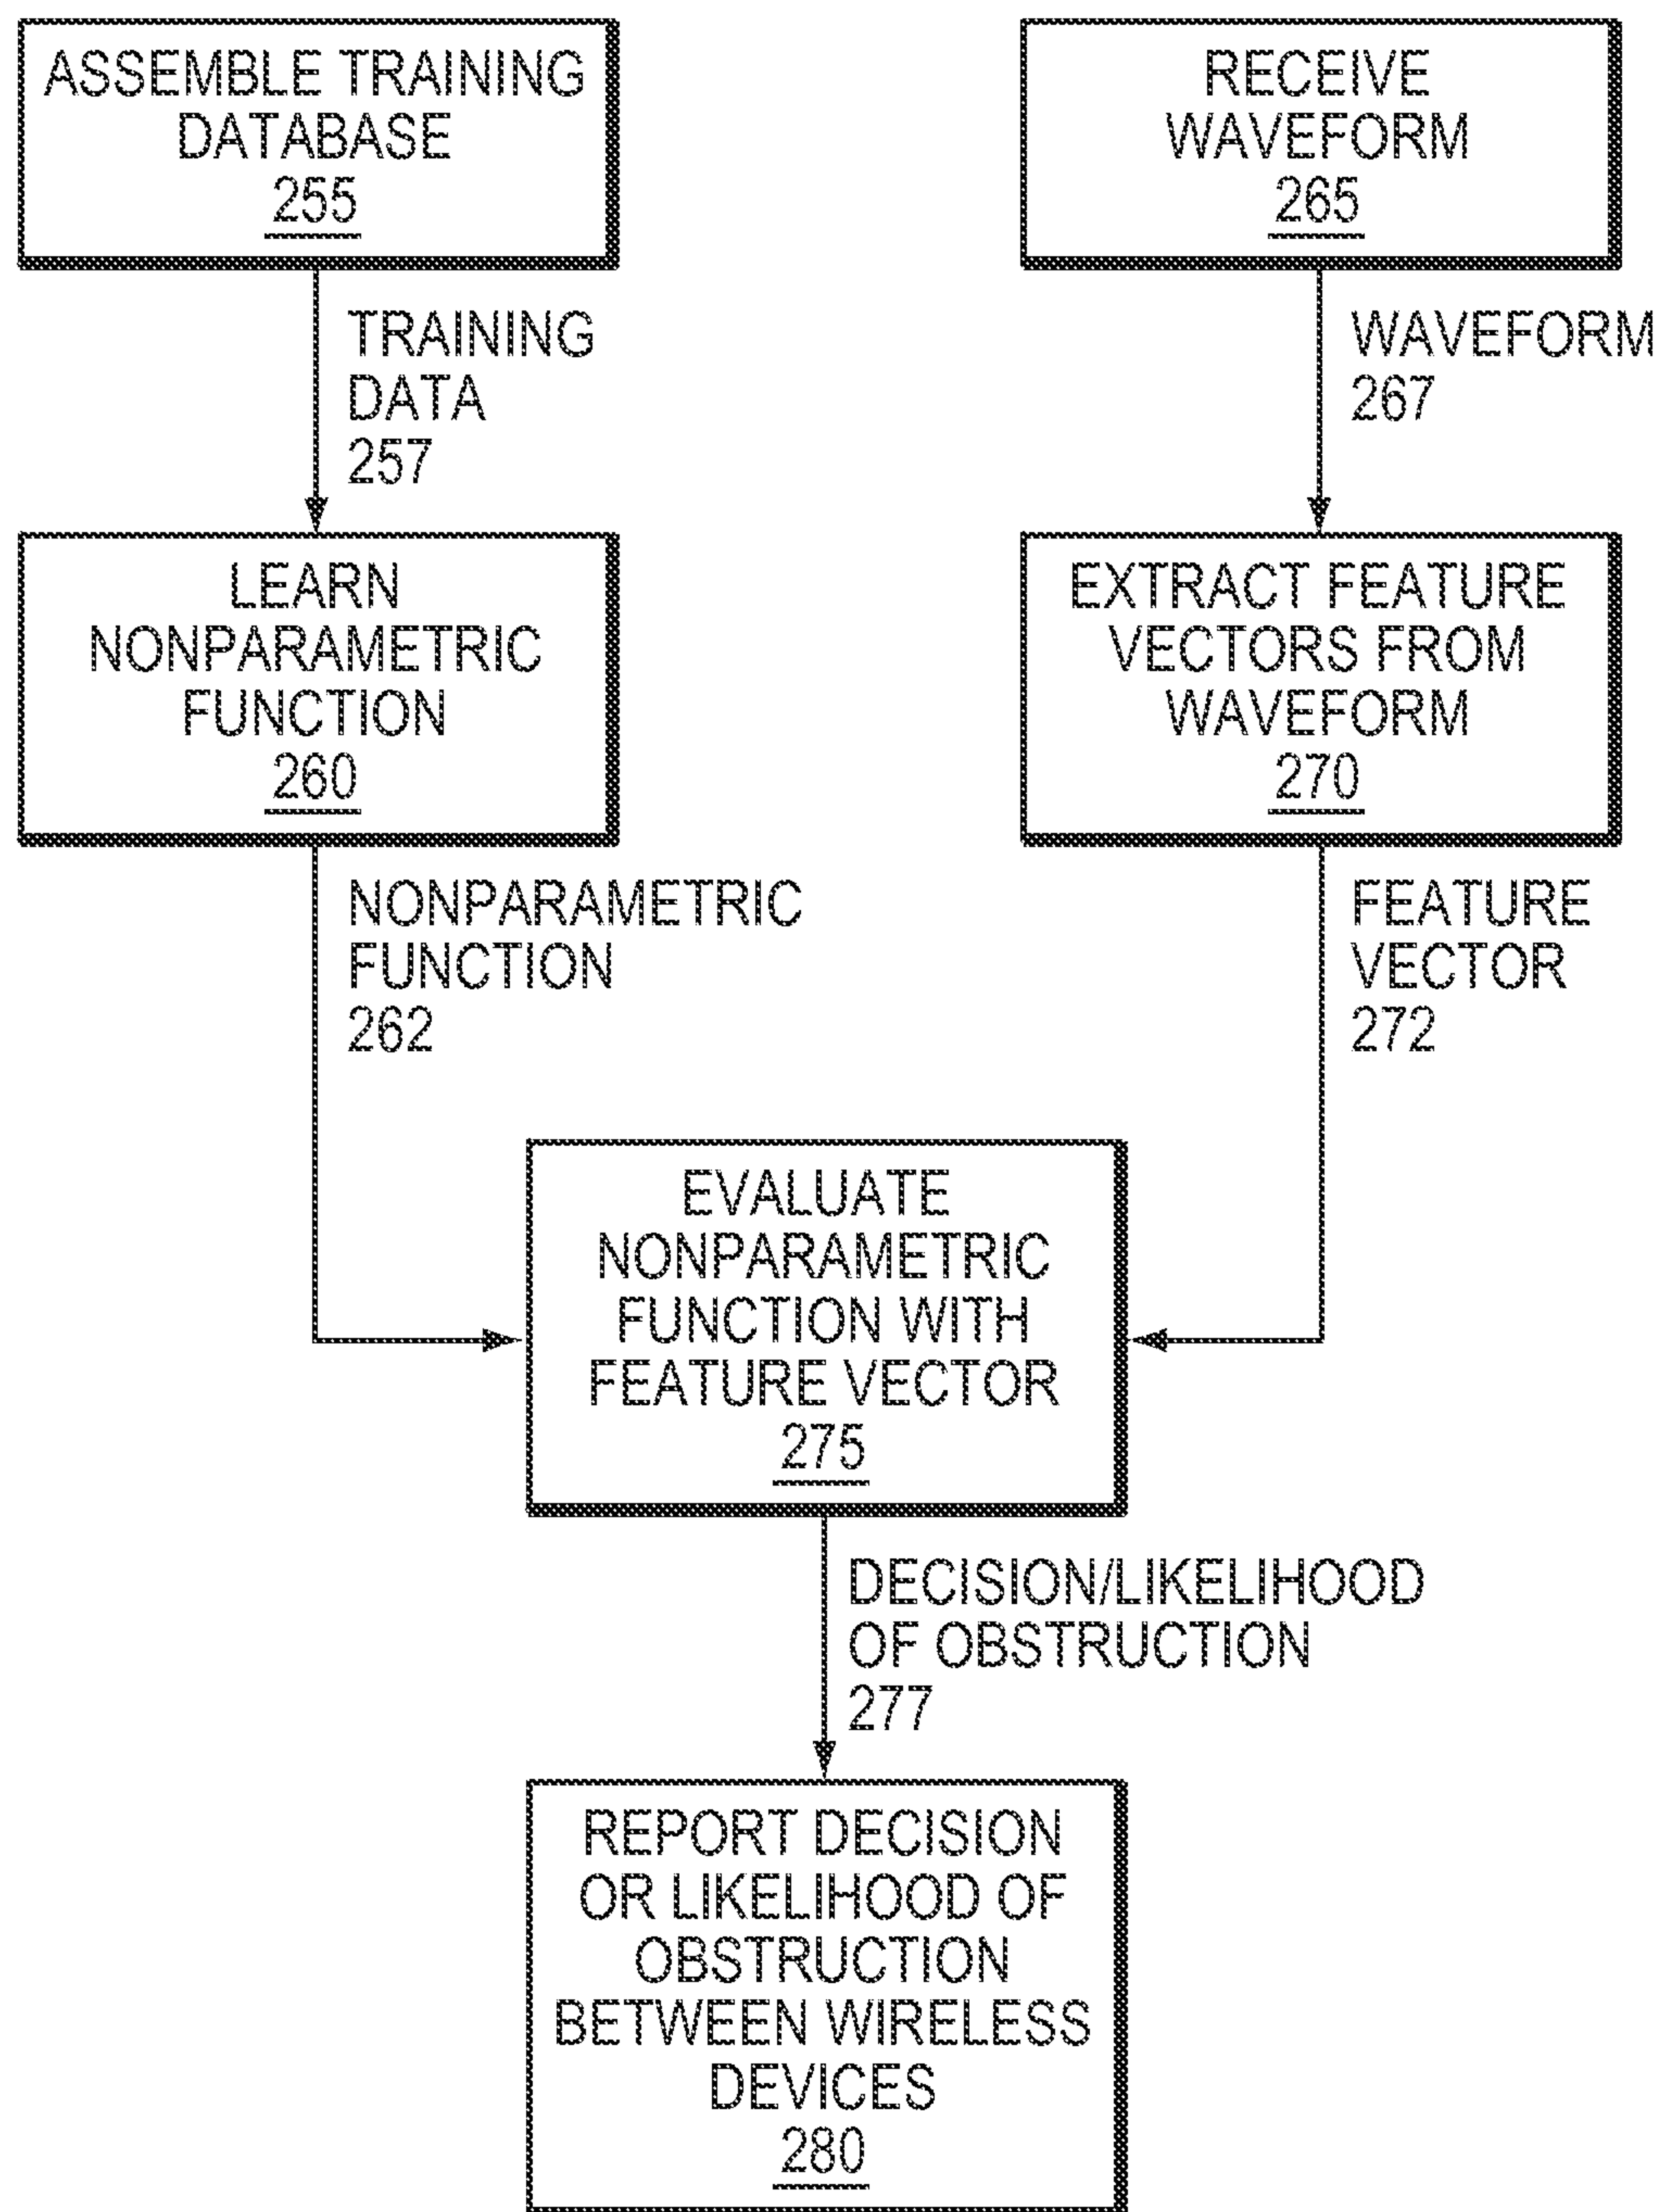 ASSEMBLE TRAINING
DATABASE
255
TRAINING
DATA
257
LEARN
NONPARAMETRIC
FUNCTION
260
NONPARAMETRIC
FUNCTION
262
RECEIVE
WAVEFORM
265
WAVEFORM
267
EXTRACT FEATURE
VECTORS FROM
WAVEFORM
270
FEATURE
VECTOR
272
EVALUATE
NONPARAMETRIC
FUNCTION WITH
FEATURE VECTOR
275
DECISION/LIKELIHOOD
OF OBSTRUCTION
277
REPORT DECISION
OR LIKELIHOOD OF
OBSTRUCTION
BETWEEN WIRELESS
DEVICES
280